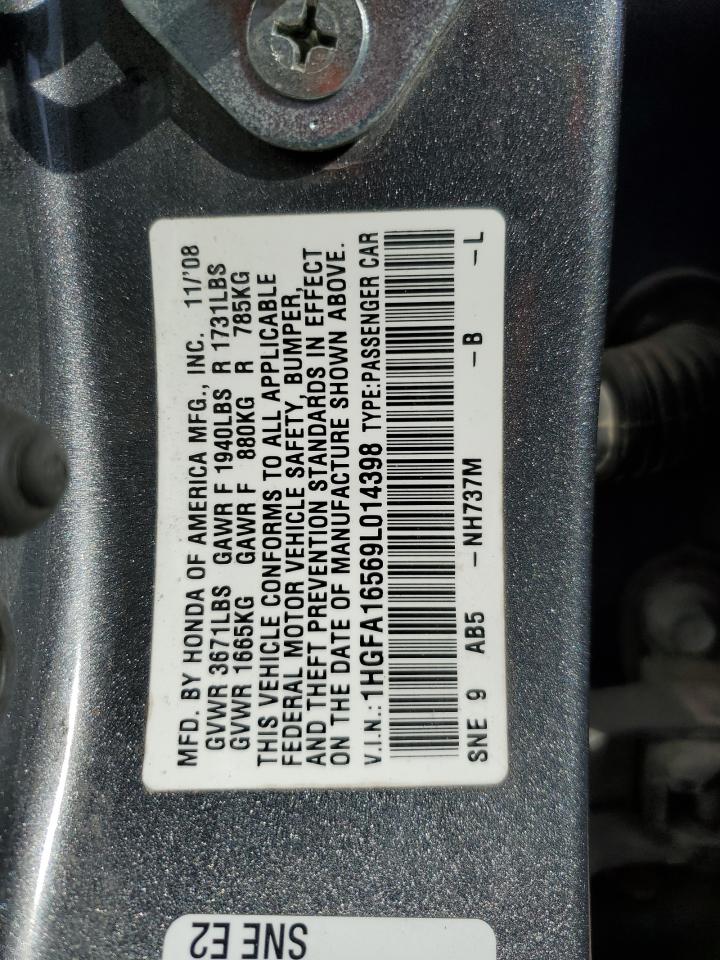 MFD. BY HONDA OF AMERICA MFG., INC. 11/'08
GVWR 3671LBS GAWR F 1940LBS R 1731LBS
GVWR 1665KG GAWR F 880KG R 785KG
THIS VEHICLE CONFORMS TO ALL APPLICABLE
FEDERAL MOTOR VEHICLE SAFETY, BUMPER,
AND THEFT PREVENTION STANDARDS IN EFFECT
ON THE DATE OF MANUFACTURE SHOWN ABOVE.
V.I.N.: 1HGFA16569L014398 TYPE:PASSENGER CAR
SNE 9 AB5 -NH737M -B -L
SNE E2